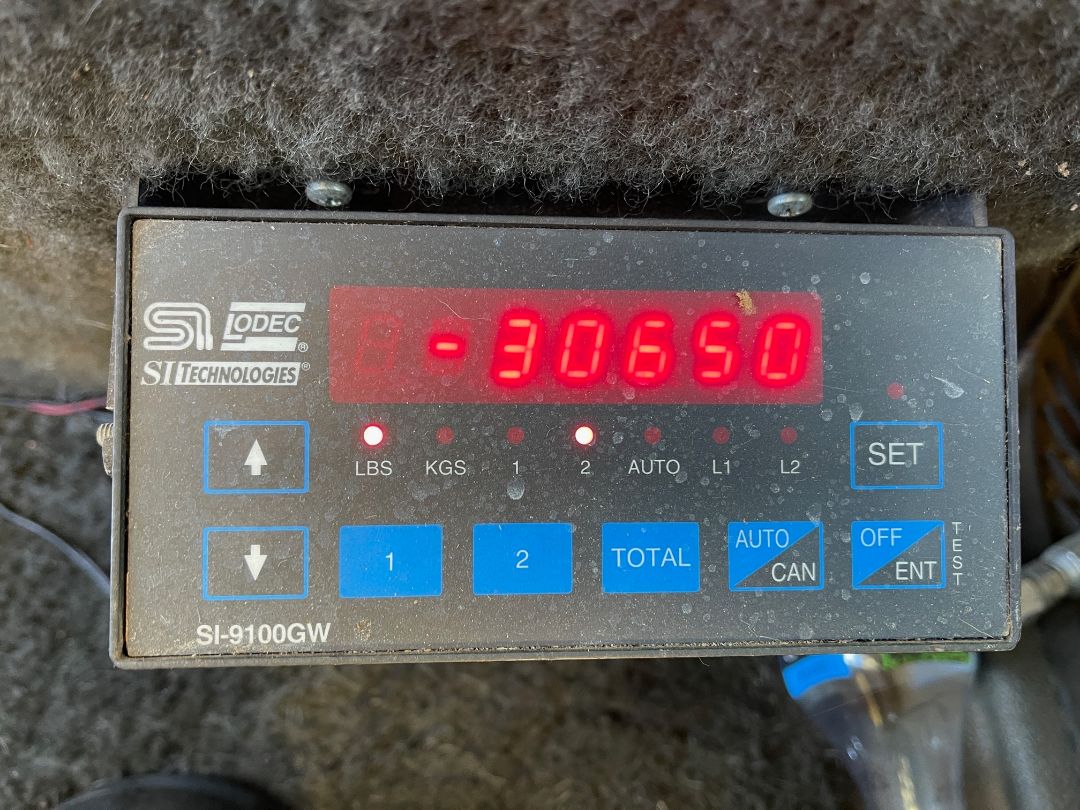 SI LODEC®
SI TECHNOLOGIES®
-30650
LBS KGS 1 2 AUTO L1 L2
SET
1 2 TOTAL AUTO CAN OFF ENT TEST
SI-9100GW